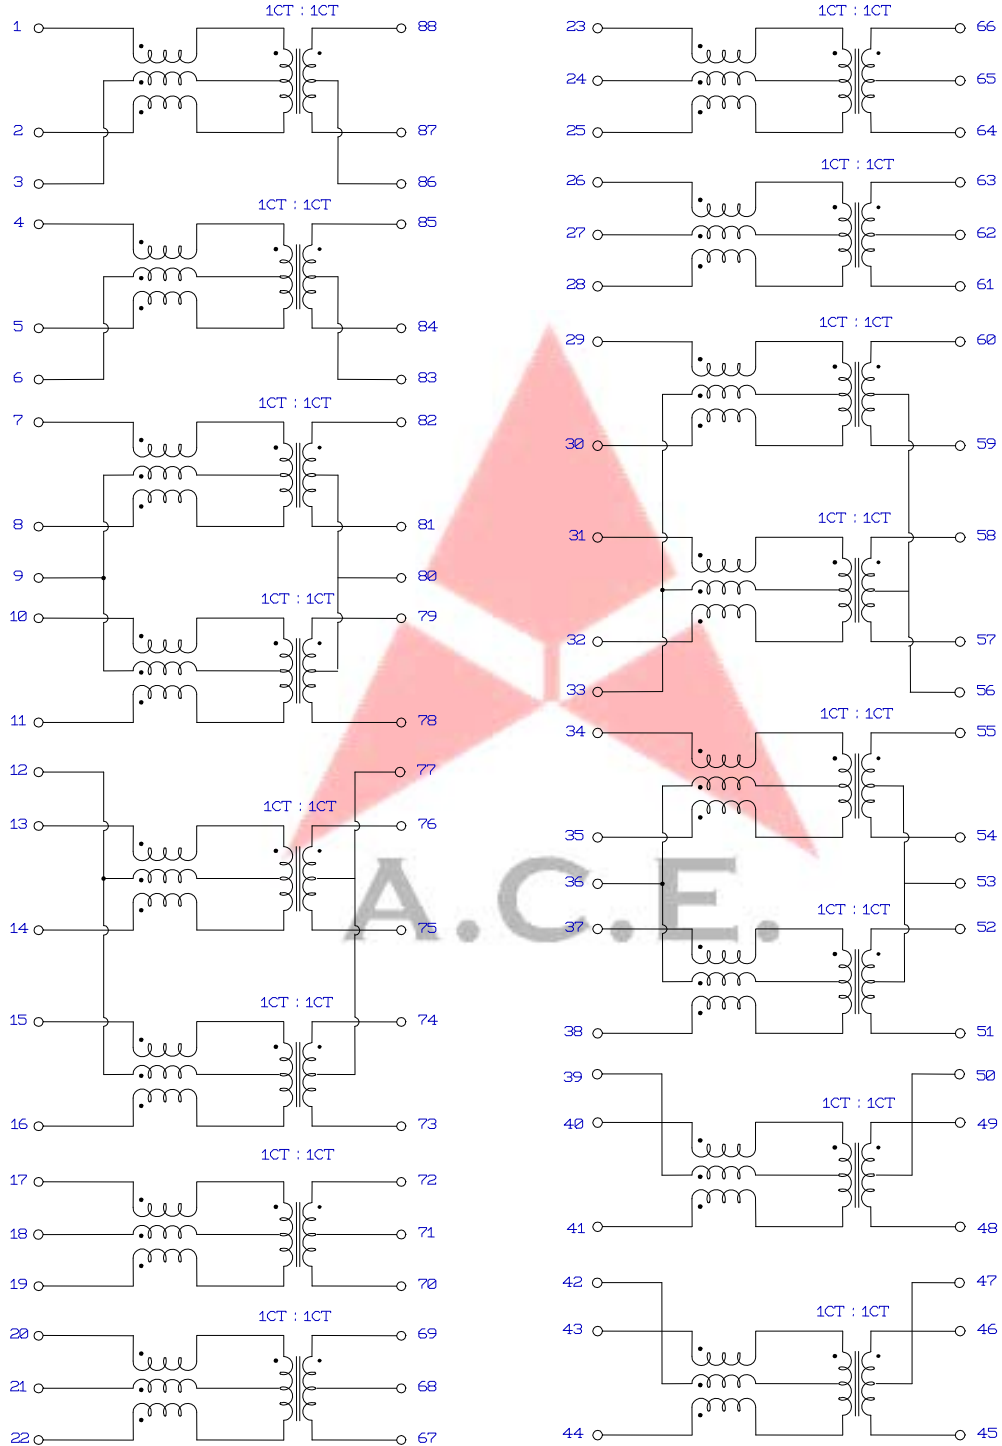 1CT : 1CT
1 88
2 87
3 86
1CT : 1CT
4 85
5 84
6 83
1CT : 1CT
7 82
8 81
9 80
1CT : 1CT
10 79
11 78
12 77
1CT : 1CT
13 76
14 75
1CT : 1CT
15 74
16 73
1CT : 1CT
17 72
18 71
19 70
1CT : 1CT
20 69
21 68
22 67
1CT : 1CT
23 66
24 65
25 64
1CT : 1CT
26 63
27 62
28 61
1CT : 1CT
29 60
30 59
1CT : 1CT
31 58
32 57
33 56
1CT : 1CT
34 55
35 54
36 53
1CT : 1CT
37 52
38 51
39 50
1CT : 1CT
40 49
41 48
42 47
1CT : 1CT
43 46
44 45
A.C.E.